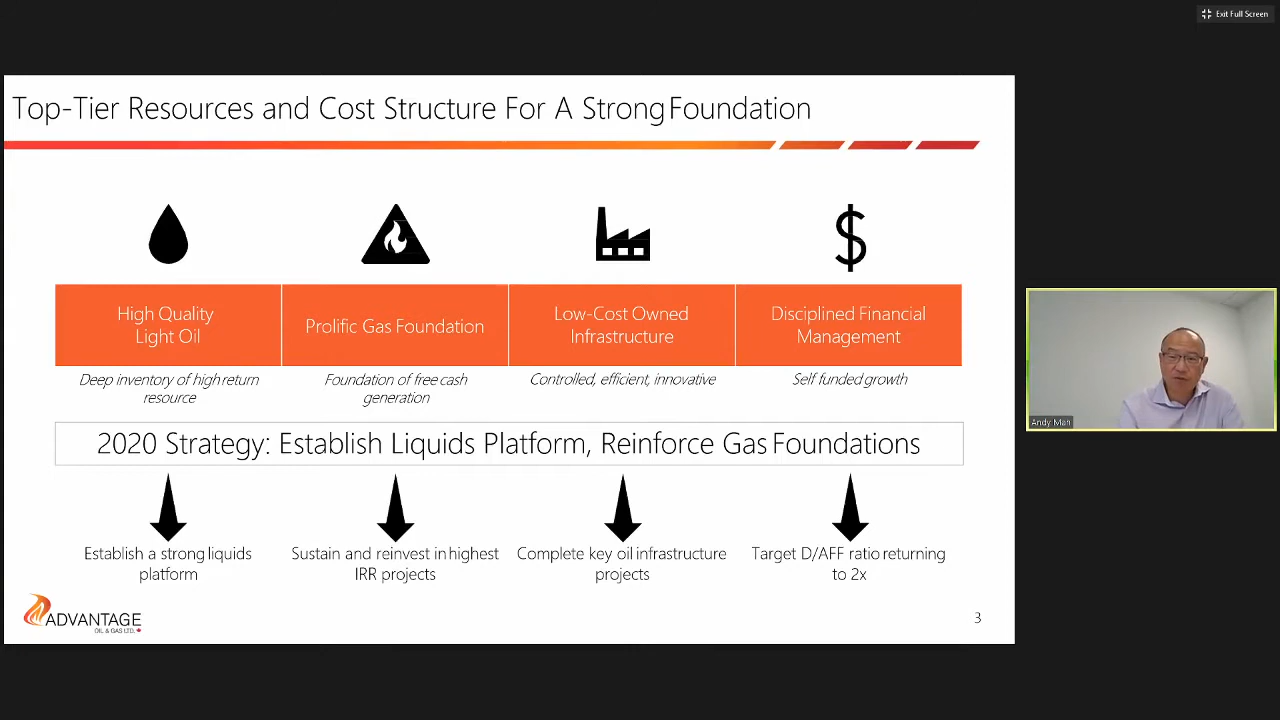 Exit Full Screen
Top-Tier Resources and Cost Structure For A Strong Foundation
High Quality
Light Oil
Prolific Gas Foundation
Low-Cost Owned
Infrastructure
Disciplined Financial
Management
Deep inventory of high return
resource
Foundation of free cash
generation
Controlled, efficient, innovative
Self funded growth
2020 Strategy: Establish Liquids Platform, Reinforce Gas Foundations
Establish a strong liquids
platform
Sustain and reinvest in highest
IRR projects
Complete key oil infrastructure
projects
Target D/AFF ratio returning
to 2x
ADVANTAGE
OIL & GAS LTD.
3
Andy Mah